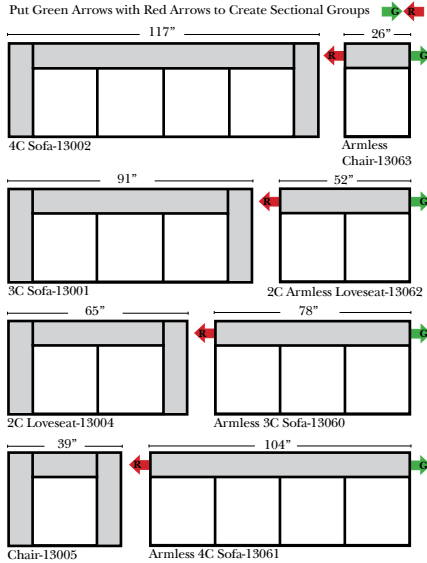 Put Green Arrows with Red Arrows to Create Sectional Groups G R
117” 26”
R G
4C Sofa-13002 Armless
Chair-13063
91” 52”
R G
3C Sofa-13001 2C Armless Loveseat-13062
65” 78”
R G
2C Loveseat-13004 Armless 3C Sofa-13060
39” 104”
R G
Chair-13005 Armless 4C Sofa-13061